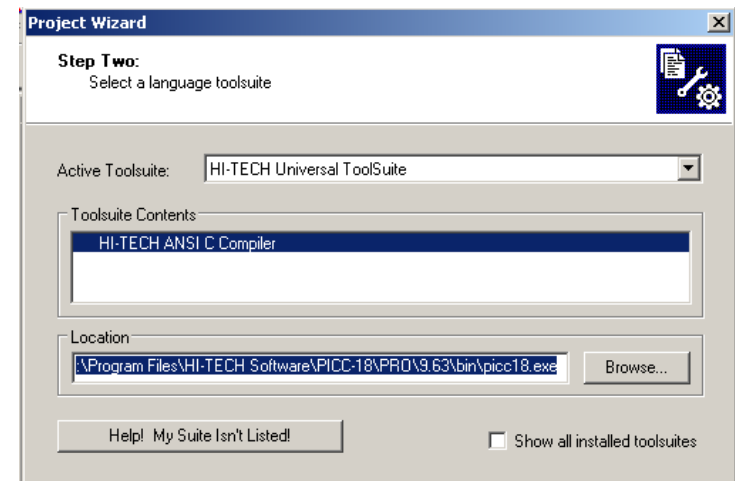 Project Wizard
Step Two:
Select a language toolsuite
Active Toolsuite: HI-TECH Universal ToolSuite
Toolsuite Contents
HI-TECH ANSI C Compiler
Location
:\Program Files\HI-TECH Software\PICC-18\PRO\9.63\bin\picc18.exe Browse...
Help! My Suite Isn't Listed! Show all installed toolsuites